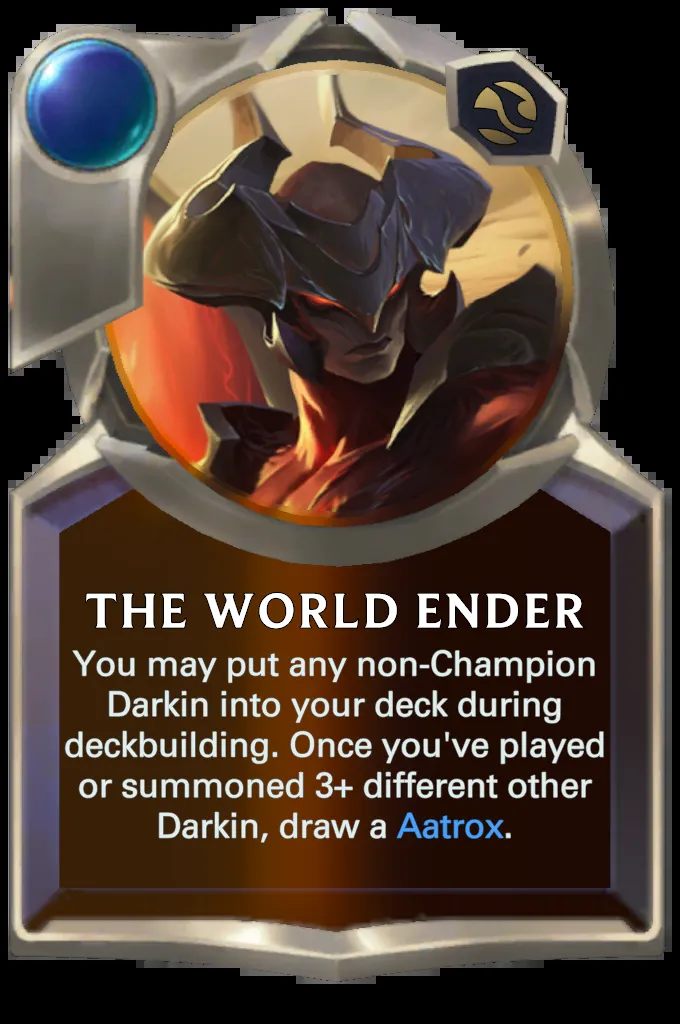 THE WORLD ENDER
You may put any non-Champion
Darkin into your deck during
deckbuilding. Once you've played
or summoned 3+ different other
Darkin, draw a Aatrox.